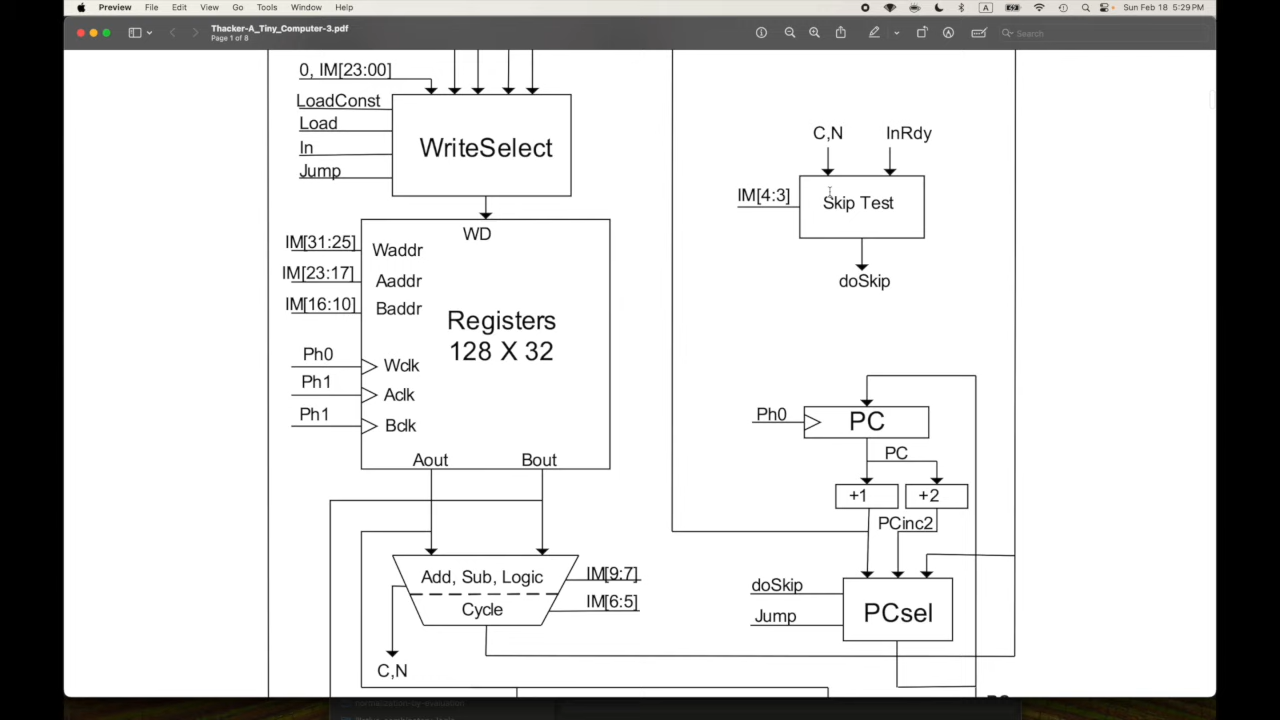 Preview File Edit View Go Tools Window Help
A
Sun Feb 18 5:29 PM
Thacker-A_Tiny_Computer-3.pdf
Page 1 of 8
Search
0, IM[23:00]
LoadConst
Load
In
Jump
WriteSelect
WD
IM[31:25]
Waddr
IM[23:17]
Aaddr
IM[16:10]
Baddr
Registers
128 X 32
Ph0
Wclk
Ph1
Aclk
Ph1
Bclk
Aout
Bout
Add, Sub, Logic
Cycle
IM[9:7]
IM[6:5]
C,N
C,N
InRdy
IM[4:3]
Skip Test
doSkip
Ph0
PC
PC
+1
+2
PCinc2
doSkip
Jump
PCsel